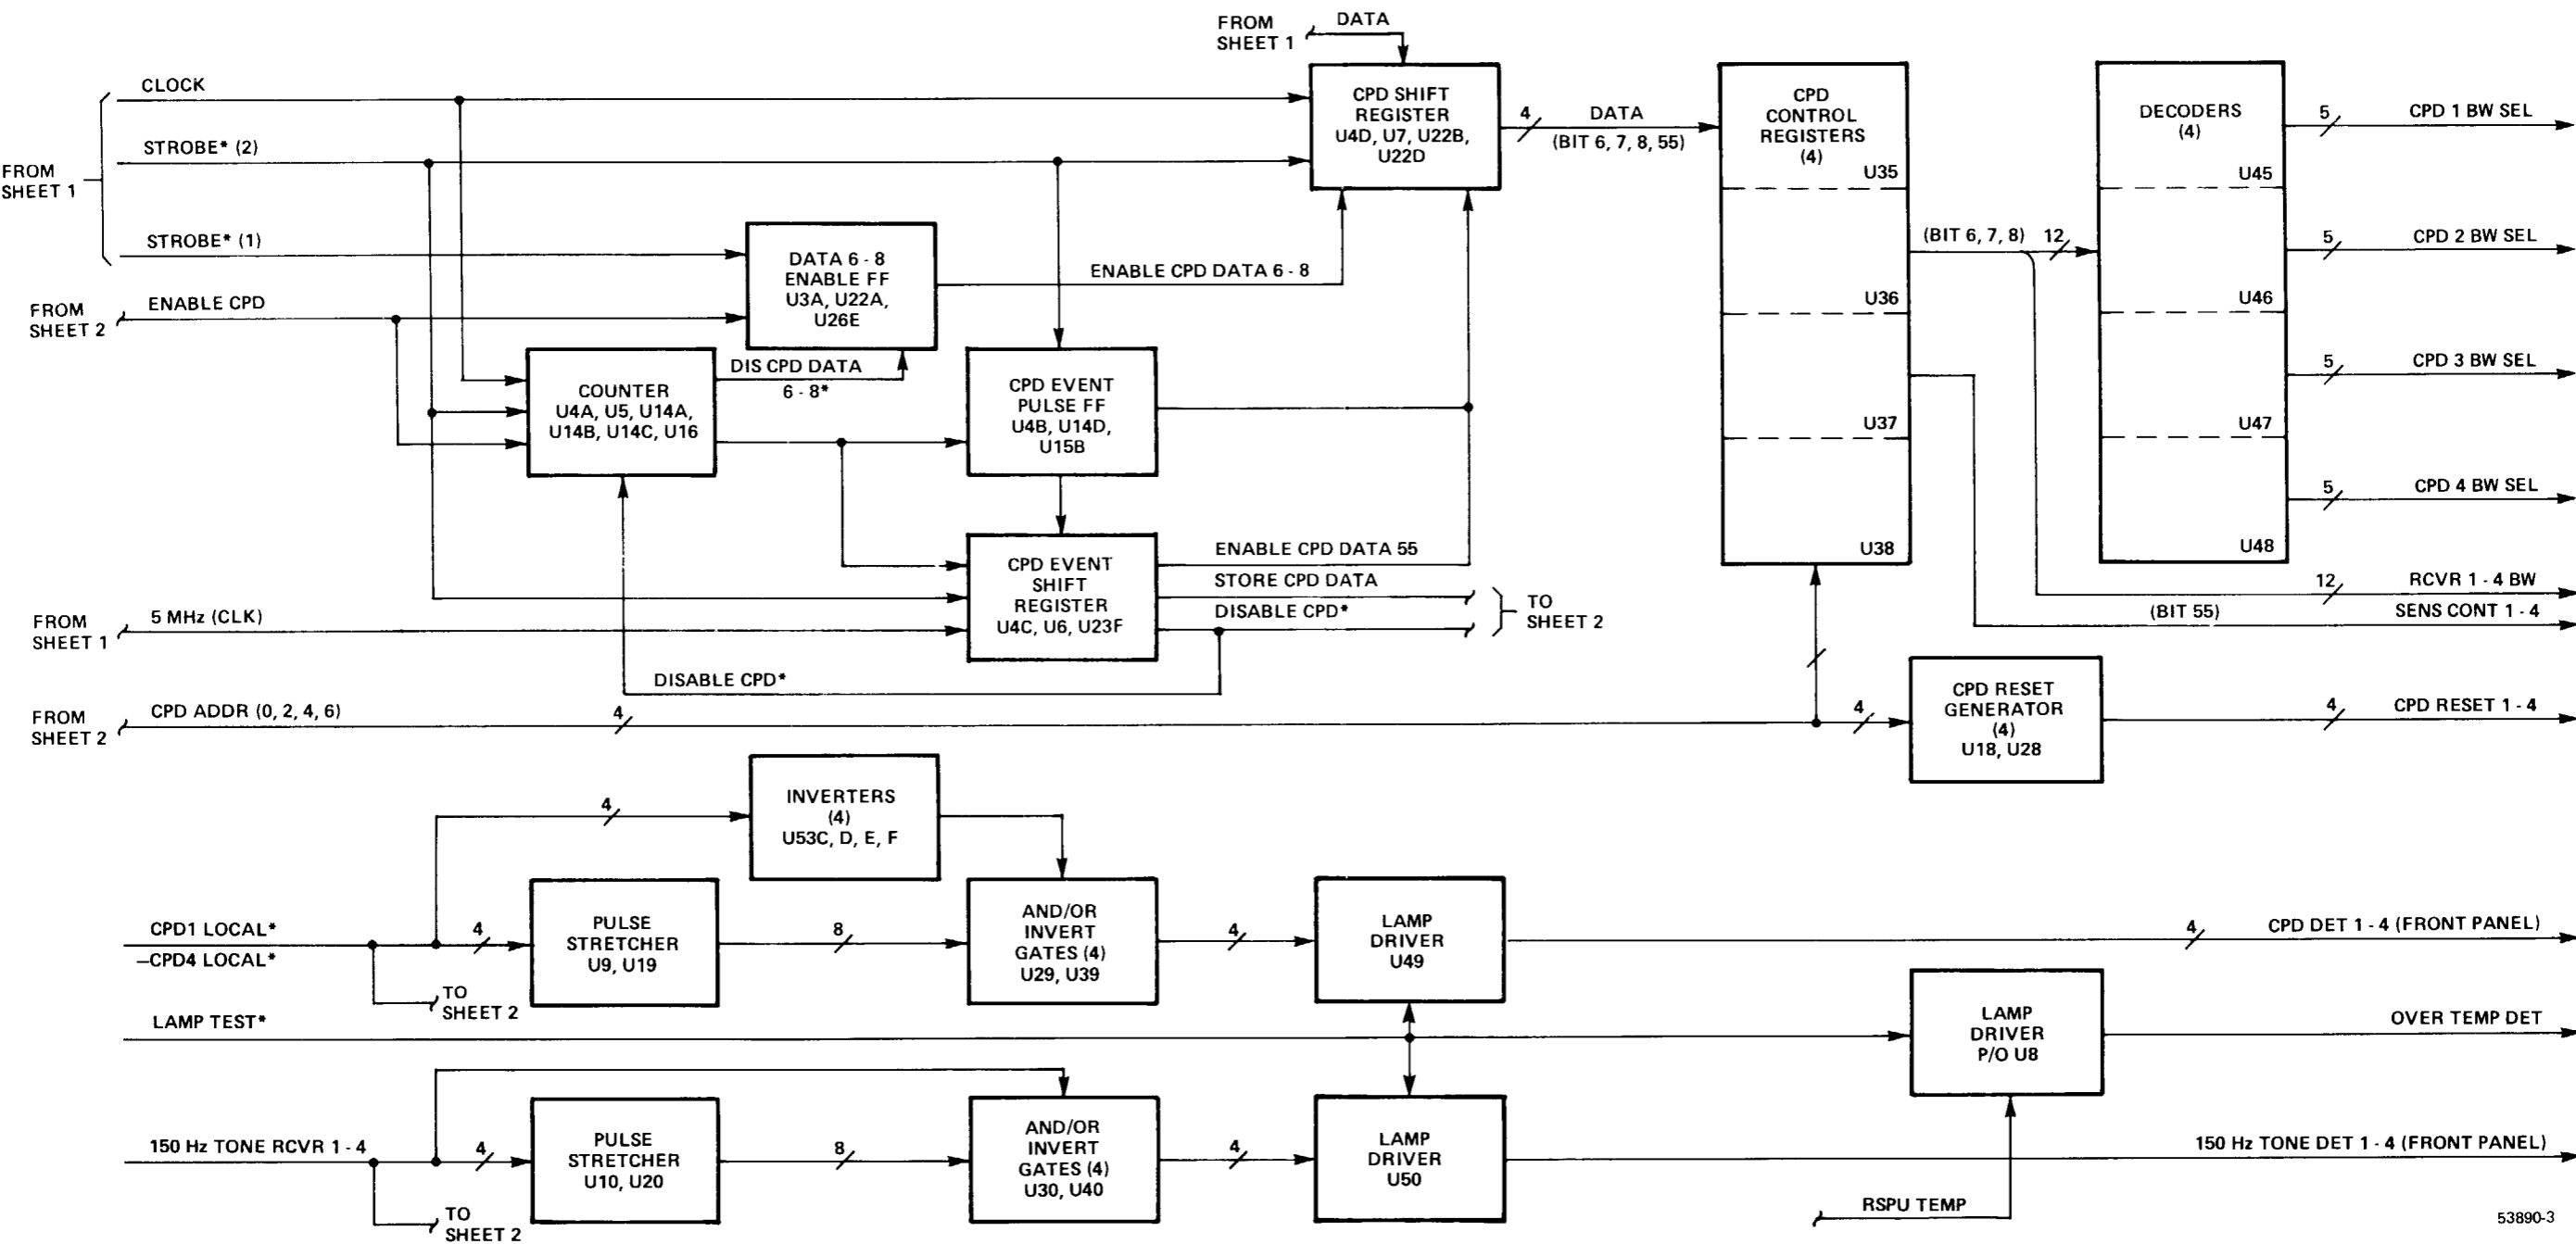 FROM
SHEET 1
DATA
CLOCK
STROBE* (2)
FROM
SHEET 1
STROBE* (1)
FROM
SHEET 2
ENABLE CPD
CPD SHIFT
REGISTER
U4D, U7, U22B,
U22D
4
DATA
(BIT 6, 7, 8, 55)
CPD
CONTROL
REGISTERS
(4)
U35
U36
U37
U38
(BIT 6, 7, 8)
12
DECODERS
(4)
U45
U46
U47
U48
5
CPD 1 BW SEL
5
CPD 2 BW SEL
5
CPD 3 BW SEL
5
CPD 4 BW SEL
12
RCVR 1 - 4 BW
(BIT 55)
SENS CONT 1 - 4
DATA 6 - 8
ENABLE FF
U3A, U22A,
U26E
ENABLE CPD DATA 6 - 8
COUNTER
U4A, U5, U14A,
U14B, U14C, U16
DIS CPD DATA
6 - 8*
CPD EVENT
PULSE FF
U4B, U14D,
U15B
CPD EVENT
SHIFT
REGISTER
U4C, U6, U23F
ENABLE CPD DATA 55
STORE CPD DATA
DISABLE CPD*
TO
SHEET 2
FROM
SHEET 1
5 MHz (CLK)
DISABLE CPD*
FROM
SHEET 2
CPD ADDR (0, 2, 4, 6)
4
4
CPD RESET
GENERATOR
(4)
U18, U28
4
CPD RESET 1 - 4
4
INVERTERS
(4)
U53C, D, E, F
CPD1 LOCAL*
–CPD4 LOCAL*
TO
SHEET 2
4
PULSE
STRETCHER
U9, U19
8
AND/OR
INVERT
GATES (4)
U29, U39
4
LAMP
DRIVER
U49
4
CPD DET 1 - 4 (FRONT PANEL)
LAMP TEST*
LAMP
DRIVER
P/O U8
OVER TEMP DET
150 Hz TONE RCVR 1 - 4
TO
SHEET 2
4
PULSE
STRETCHER
U10, U20
8
AND/OR
INVERT
GATES (4)
U30, U40
4
LAMP
DRIVER
U50
150 Hz TONE DET 1 - 4 (FRONT PANEL)
RSPU TEMP
53890-3